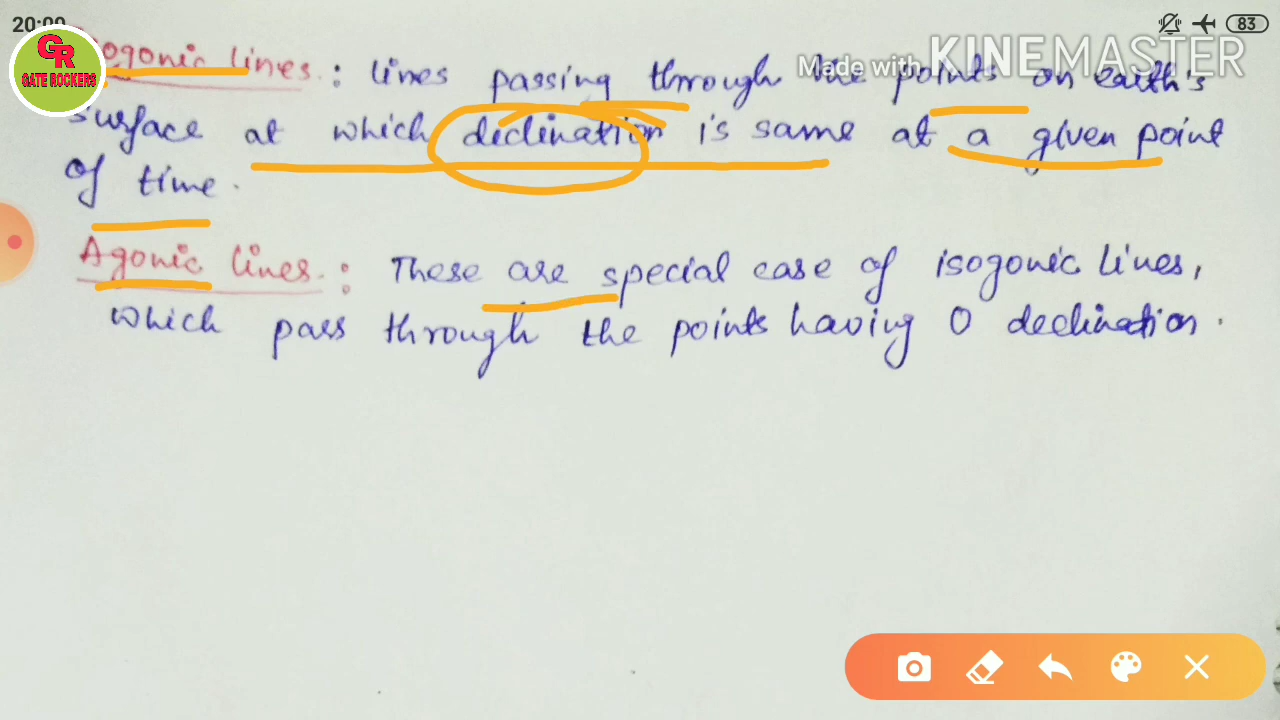 20:09
83
GR
GATE ROCKERS
Made with KINEMASTER
Isogonic lines : lines passing through the points on earth's
surface at which declination is same at a given point
of time.
Agonic lines : These are special case of isogonic lines,
which pass through the points having 0 declination.